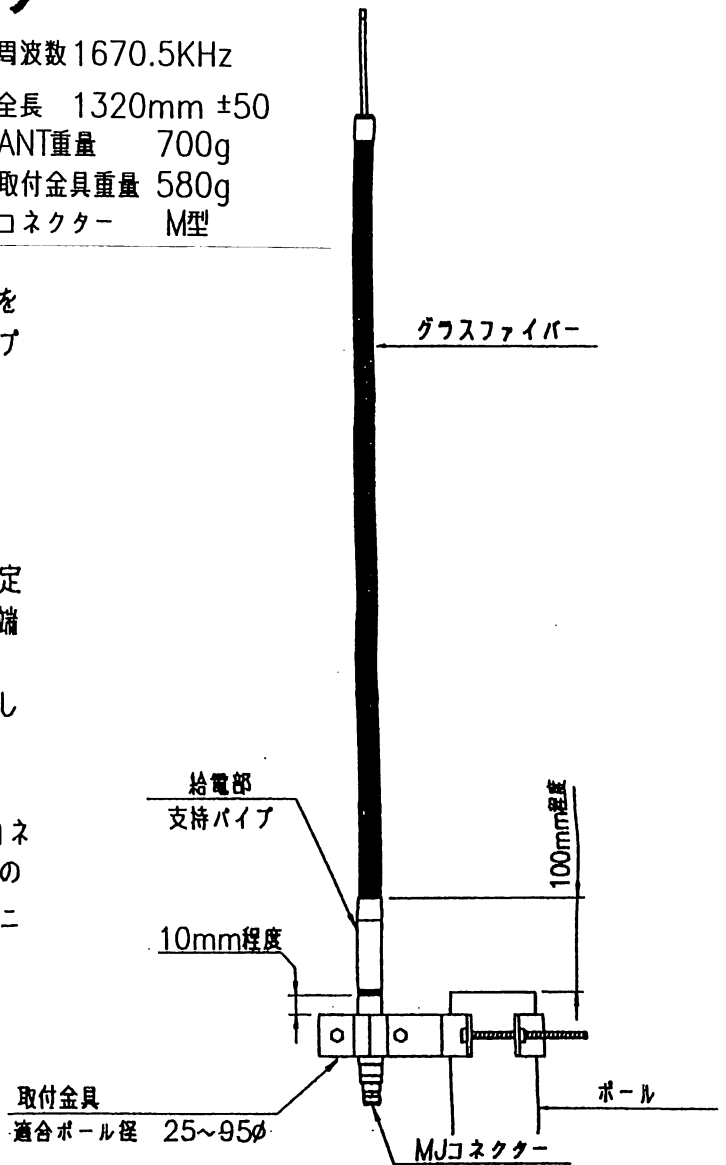 周波数 1670.5KHz
全長 1320mm ±50
ANT重量 700g
取付金具重量 580g
コネクター M型
を
プ
グラスファイバー
定
端
し
給電部
支持パイプ
100mm程度
ネ
の
ニ
10mm程度
取付金具
適合ポール径 25~95ø
ポール
MJコネクター